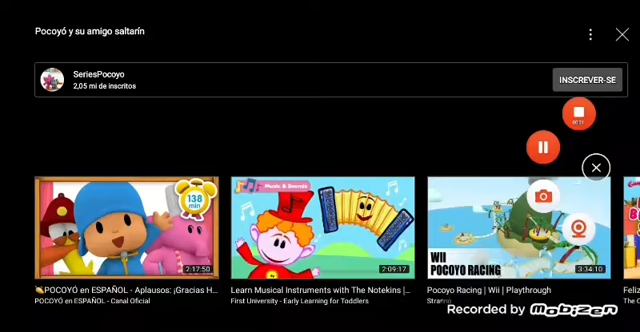 Pocoyó y su amigo saltarín
SeriesPocoyo
2,05 mi de inscritos
INSCREVER-SE
138
min
2:17:50
Music & Sounds
2:09:17
WII
POCOYO RACING
3:34:10
👏POCOYÓ en ESPAÑOL - Aplausos: ¡Gracias H...
POCOYÓ en ESPAÑOL - Canal Oficial
Learn Musical Instruments with The Notekins |...
First University - Early Learning for Toddlers
Pocoyo Racing | Wii | Playthrough
Feliz
Recorded by Mobizen